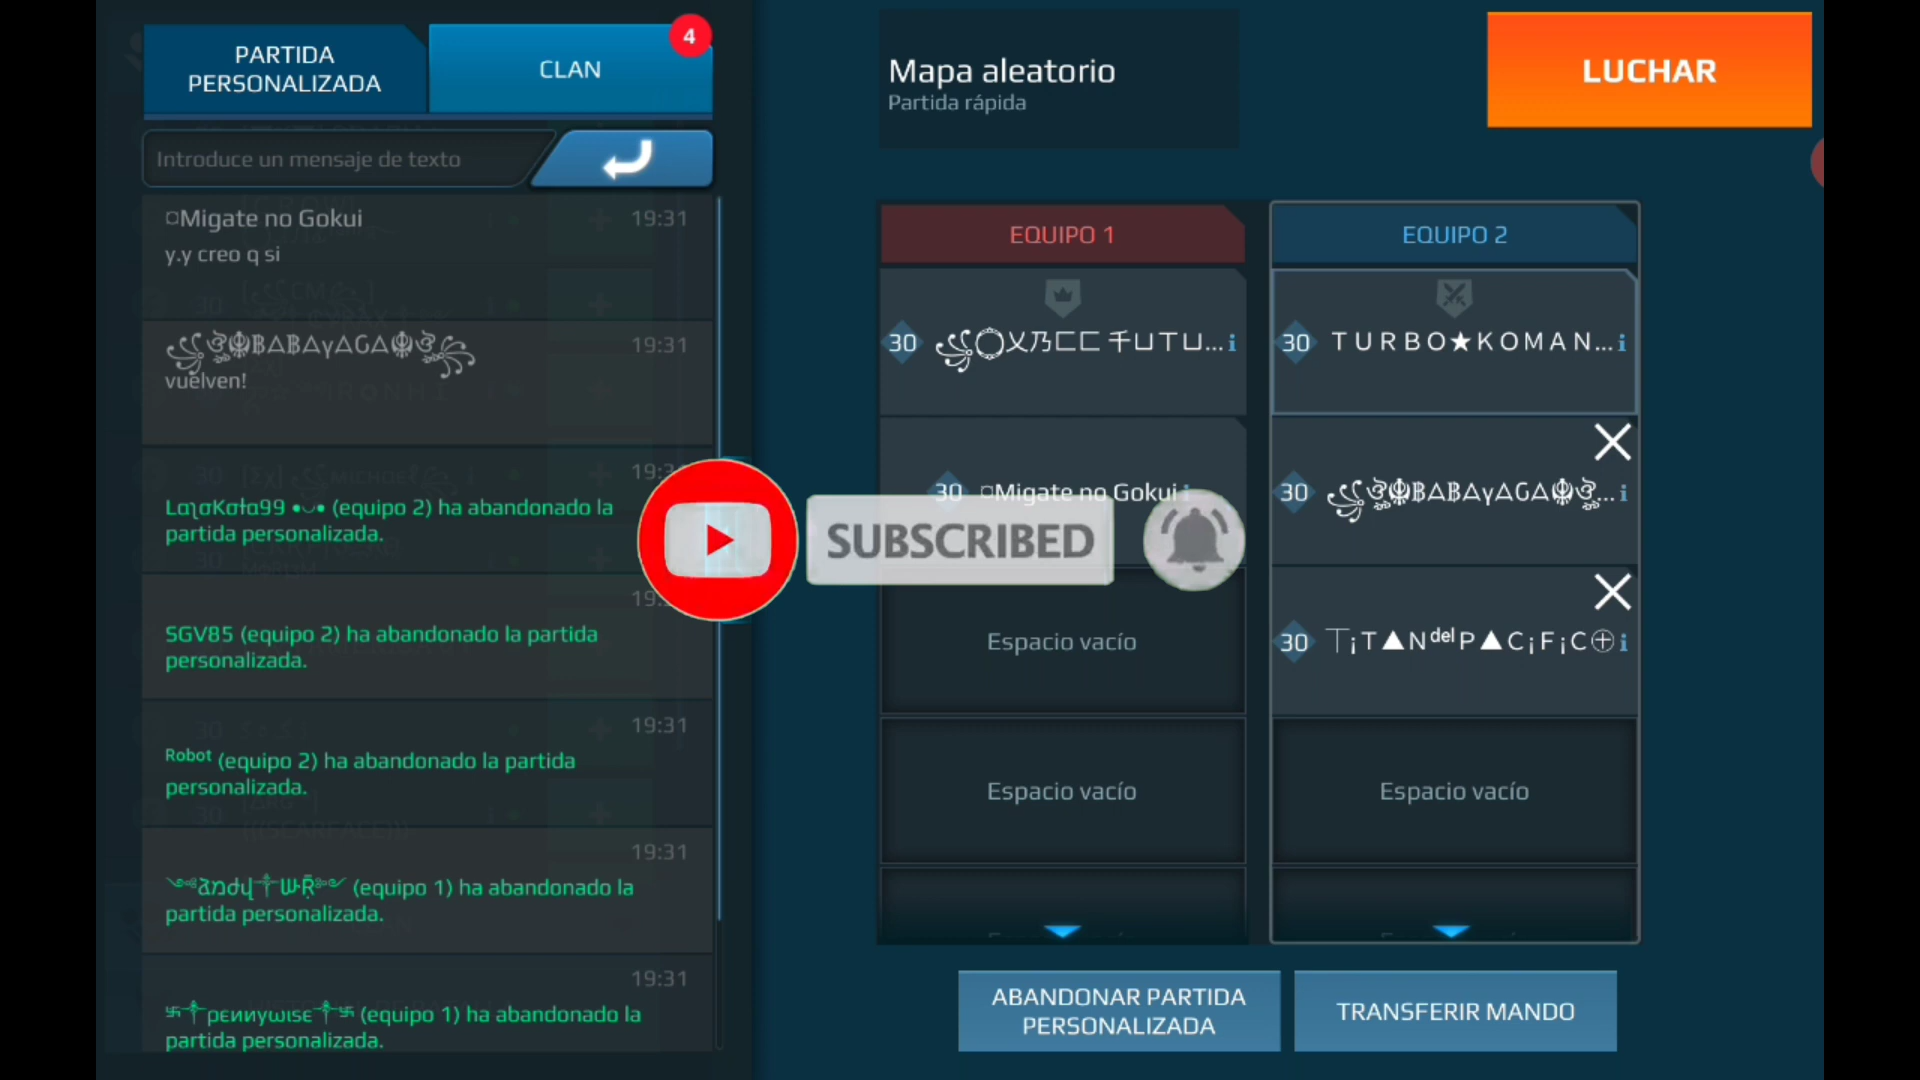 PARTIDA
PERSONALIZADA
CLAN
4
Introduce un mensaje de texto
¤Migate no Gokui
19:31
y.y creo q si
19:31
vuelven!
(equipo 2) ha abandonado la
partida personalizada.
SGV85 (equipo 2) ha abandonado la partida
personalizada.
19:31
Robot (equipo 2) ha abandonado la partida
personalizada.
19:31
(equipo 1) ha abandonado la
partida personalizada.
19:31
(equipo 1) ha abandonado la
partida personalizada.
Mapa aleatorio
Partida rápida
LUCHAR
EQUIPO 1
30
30 ¤Migate no Gokui
Espacio vacío
Espacio vacío
EQUIPO 2
30 TURBO★KOMAN...
30
30 ⏉¡T▲NdelP▲C¡F¡C⊕
Espacio vacío
SUBSCRIBED
ABANDONAR PARTIDA
PERSONALIZADA
TRANSFERIR MANDO